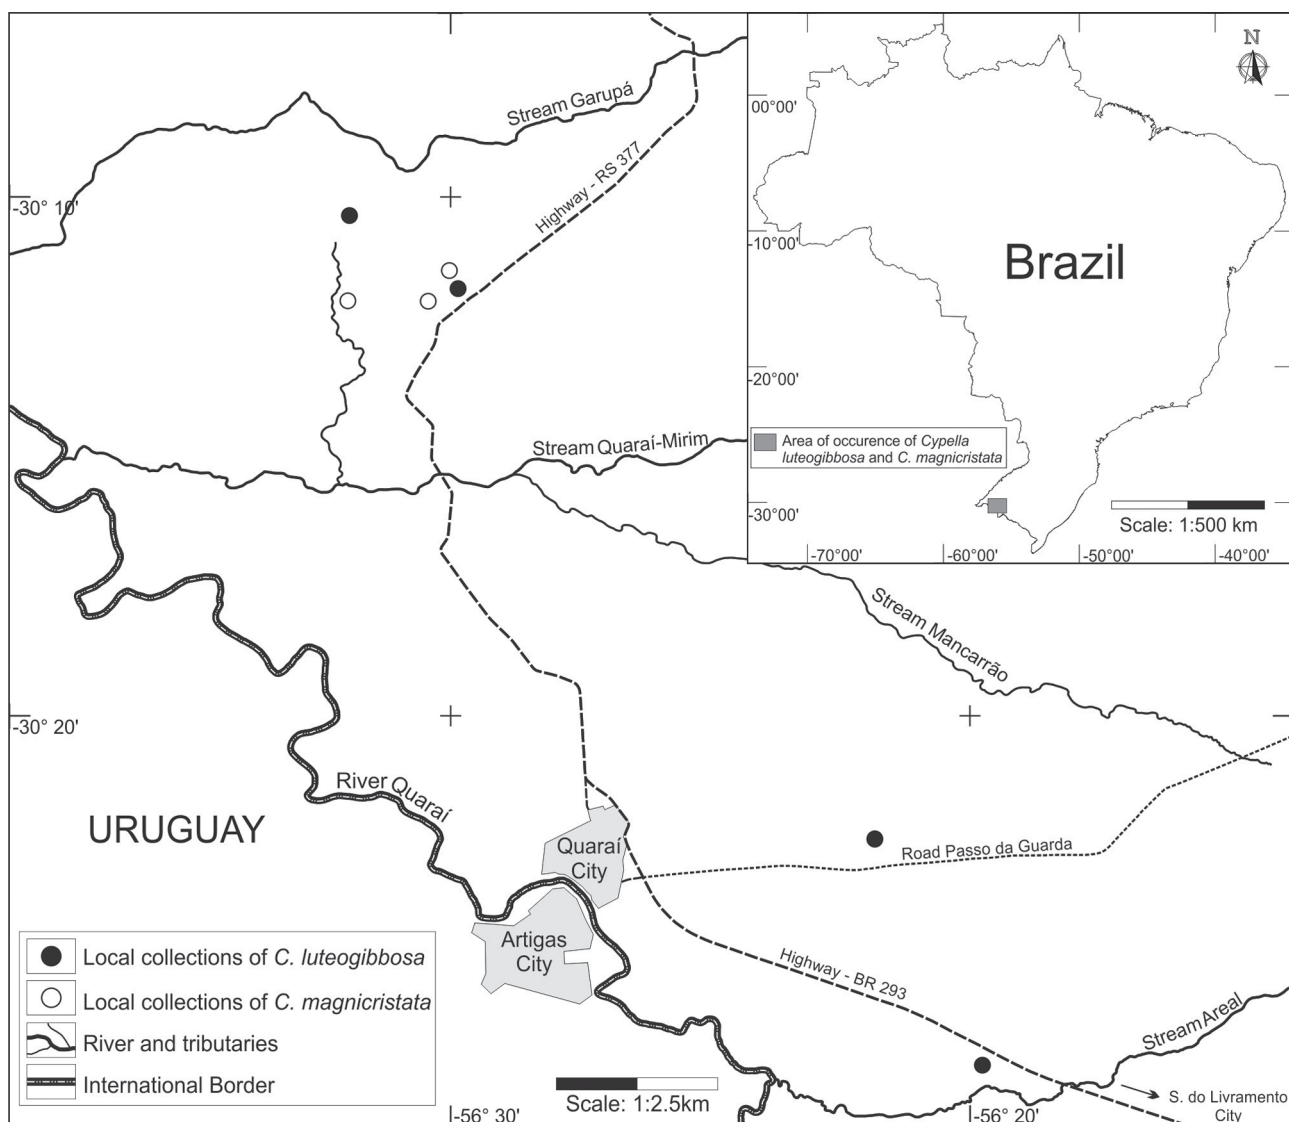 Stream Garupá
-30° 10'
Highway - RS 377
Stream Quaraí-Mirim
Stream Mancarrão
-30° 20'
River Quaraí
URUGUAY
Quaraí
City
Artigas
City
Road Passo da Guarda
Highway - BR 293
Stream Areal
S. do Livramento
City
-56° 30'
-56° 20'
Scale: 1:2.5km
Local collections of C. luteogibbosa
Local collections of C. magnicristata
River and tributaries
International Border
N
00°00'
-10°00'
-20°00'
-30°00'
Brazil
Area of occurence of Cypella
luteogibbosa and C. magnicristata
Scale: 1:500 km
-70°00'
-60°00'
-50°00'
-40°00'